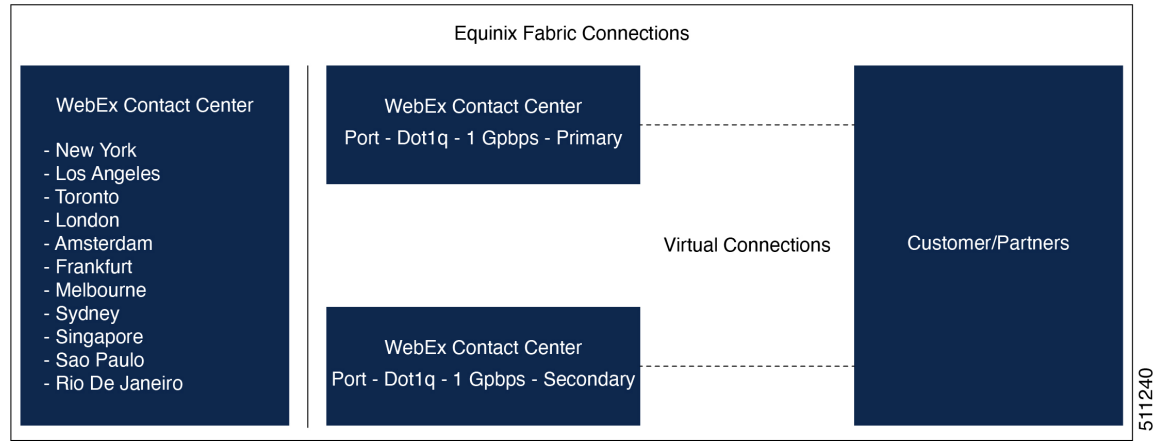 Equinix Fabric Connections
WebEx Contact Center
- New York
- Los Angeles
- Toronto
- London
- Amsterdam
- Frankfurt
- Melbourne
- Sydney
- Singapore
- Sao Paulo
- Rio De Janeiro
WebEx Contact Center
Port - Dot1q - 1 Gpbps - Primary
Virtual Connections
WebEx Contact Center
Port - Dot1q - 1 Gpbps - Secondary
Customer/Partners
511240